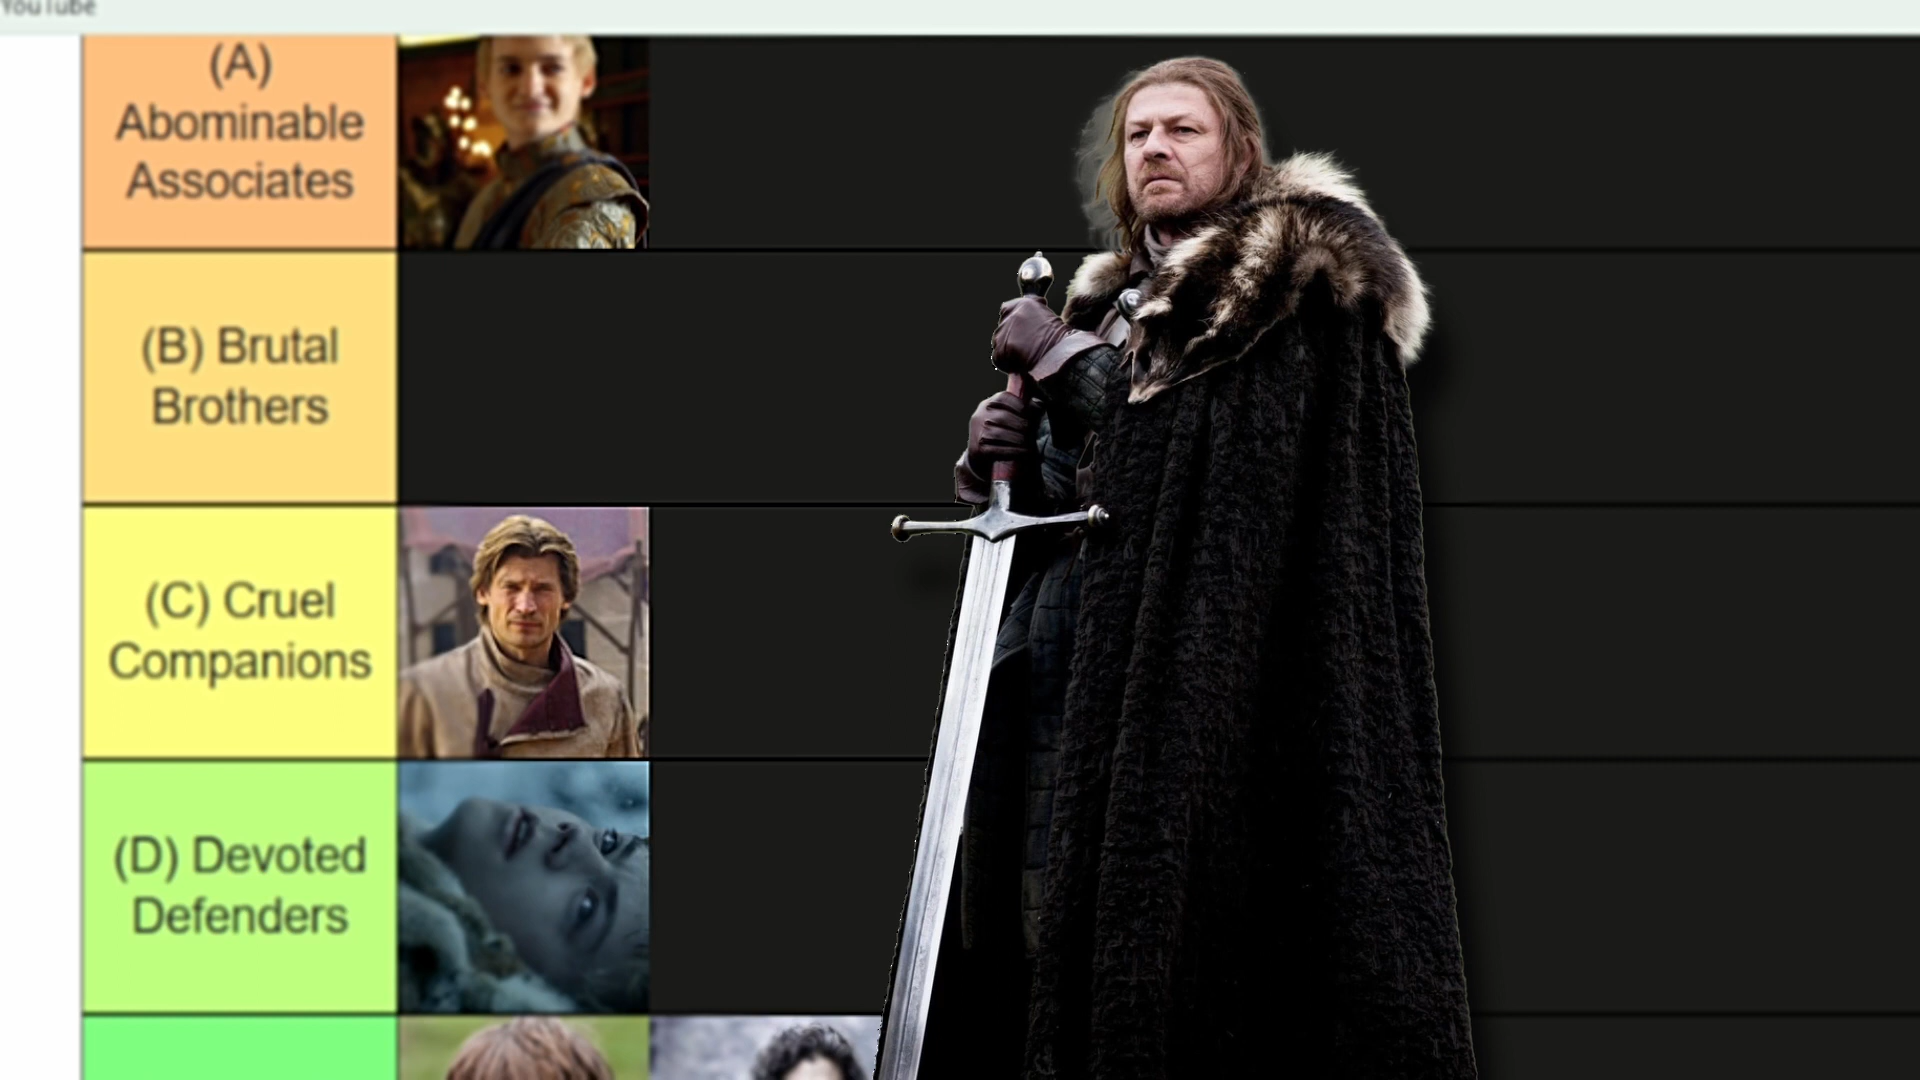 YouTube
(A)
Abominable
Associates
(B) Brutal
Brothers
(C) Cruel
Companions
(D) Devoted
Defenders